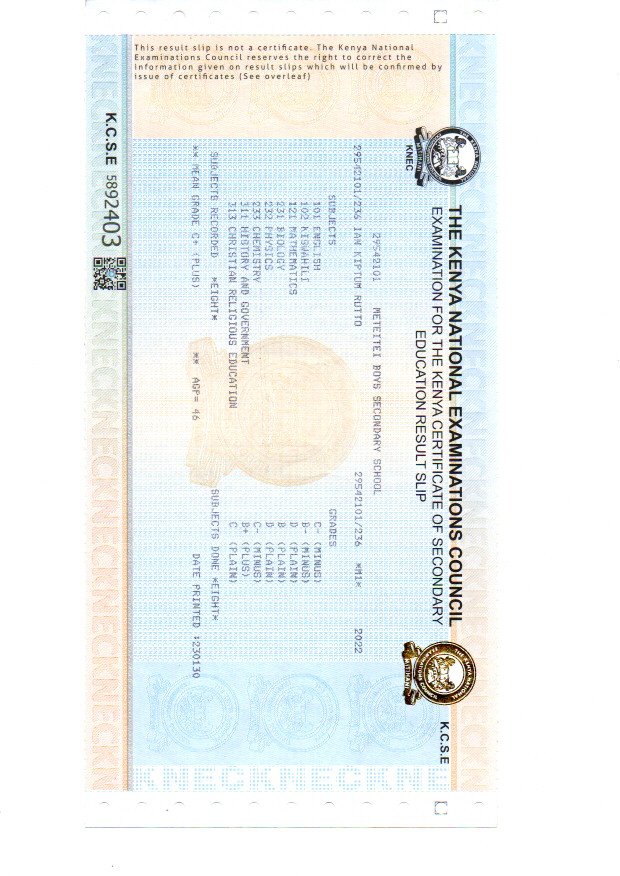 This result slip is not a certificate. The Kenya National
Examinations Council reserves the right to correct the
information given on result slips which will be confirmed by
issue of certificates (See overleaf)
KNEC
THE KENYA NATIONAL EXAMINATIONS COUNCIL
EXAMINATION FOR THE KENYA CERTIFICATE OF SECONDARY
EDUCATION RESULT SLIP
K.C.S.E
29542101 METEITEI BOYS SECONDARY SCHOOL
29542101/236 IAN KIPTUM RUTTO 29542101/236 *M1* 2022
SUBJECTS GRADES
101 ENGLISH C- (MINUS)
102 KISWAHILI B- (MINUS)
121 MATHEMATICS D (PLAIN)
231 BIOLOGY B (PLAIN)
232 PHYSICS D (PLAIN)
233 CHEMISTRY C- (MINUS)
311 HISTORY AND GOVERNMENT B+ (PLUS)
313 CHRISTIAN RELIGIOUS EDUCATION C (PLAIN)
SUBJECTS RECORDED *EIGHT* SUBJECTS DONE *EIGHT*
** MEAN GRADE C+ (PLUS) ** AGP= 46 DATE PRINTED :230130
K.C.S.E 5892403
KNECKNECKNECKNECKNEC